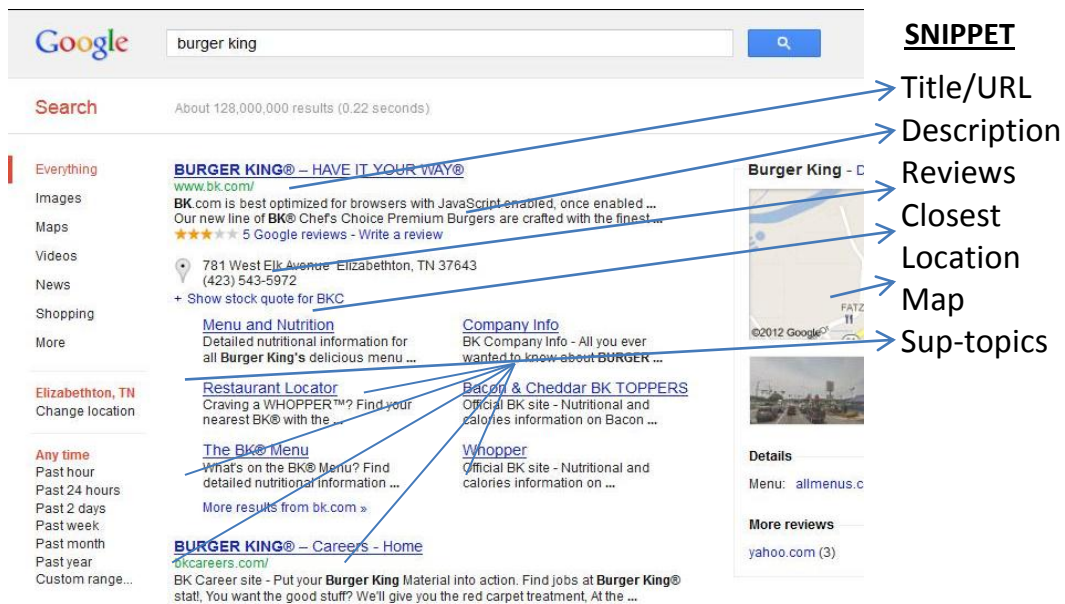 Google
burger king
SNIPPET
Title/URL
Description
Reviews
Closest
Location
Map
Sup-topics
Search
About 128,000,000 results (0.22 seconds)
Everything
Images
Maps
Videos
News
Shopping
More
Elizabethton, TN
Change location
Any time
Past hour
Past 24 hours
Past 2 days
Past week
Past month
Past year
Custom range...
BURGER KING® – HAVE IT YOUR WAY®
www.bk.com/
BK.com is best optimized for browsers with JavaScript enabled, once enabled ...
Our new line of BK® Chef's Choice Premium Burgers are crafted with the finest ...
5 Google reviews - Write a review
781 West Elk Avenue Elizabethton, TN 37643
(423) 543-5972
+ Show stock quote for BKC
Menu and Nutrition
Detailed nutritional information for
all Burger King's delicious menu ...
Company Info
BK Company Info - All you ever
wanted to know about BURGER ...
Restaurant Locator
Craving a WHOPPER™? Find your
nearest BK® with the ...
Bacon & Cheddar BK TOPPERS
Official BK site - Nutritional and
calories information on Bacon ...
The BK® Menu
What's on the BK® Menu? Find
detailed nutritional information ...
Whopper
Official BK site - Nutritional and
calories information on ...
More results from bk.com »
BURGER KING® – Careers - Home
bkcareers.com/
BK Career site - Put your Burger King Material into action. Find jobs at Burger King®
stat!, You want the good stuff? We'll give you the red carpet treatment, At the ...
Burger King - D
FATZ
©2012 Google
Details
Menu: allmenus.c
More reviews
yahoo.com (3)